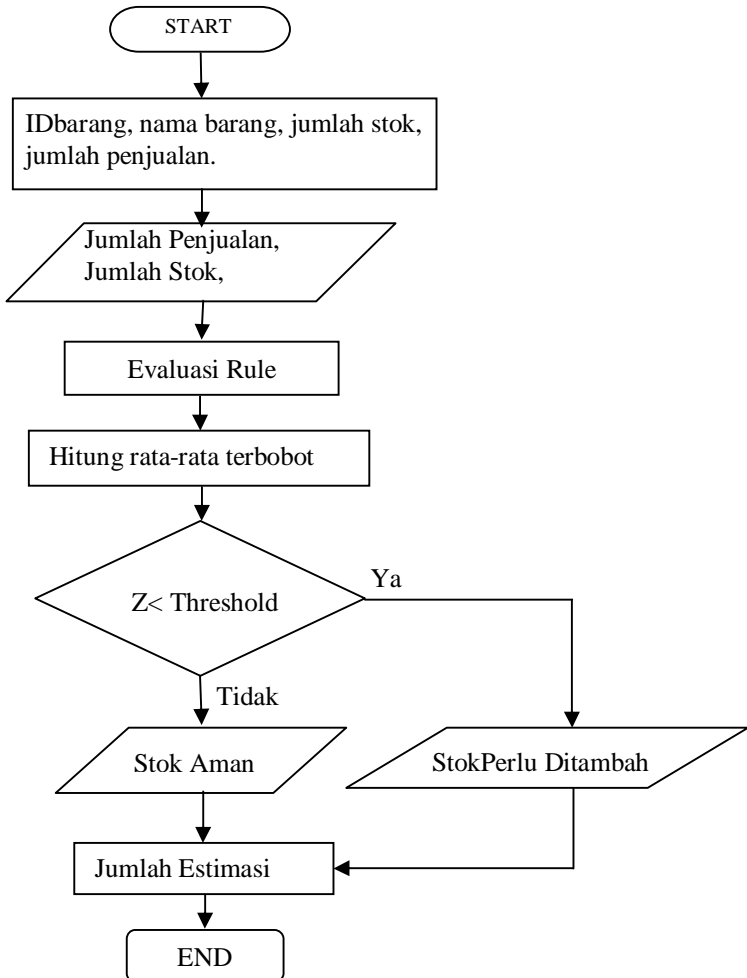 START
IDbarang, nama barang, jumlah stok,
jumlah penjualan.
Jumlah Penjualan,
Jumlah Stok,
Evaluasi Rule
Hitung rata-rata terbobot
Z< Threshold
Ya
Tidak
Stok Aman
StokPerlu Ditambah
Jumlah Estimasi
END